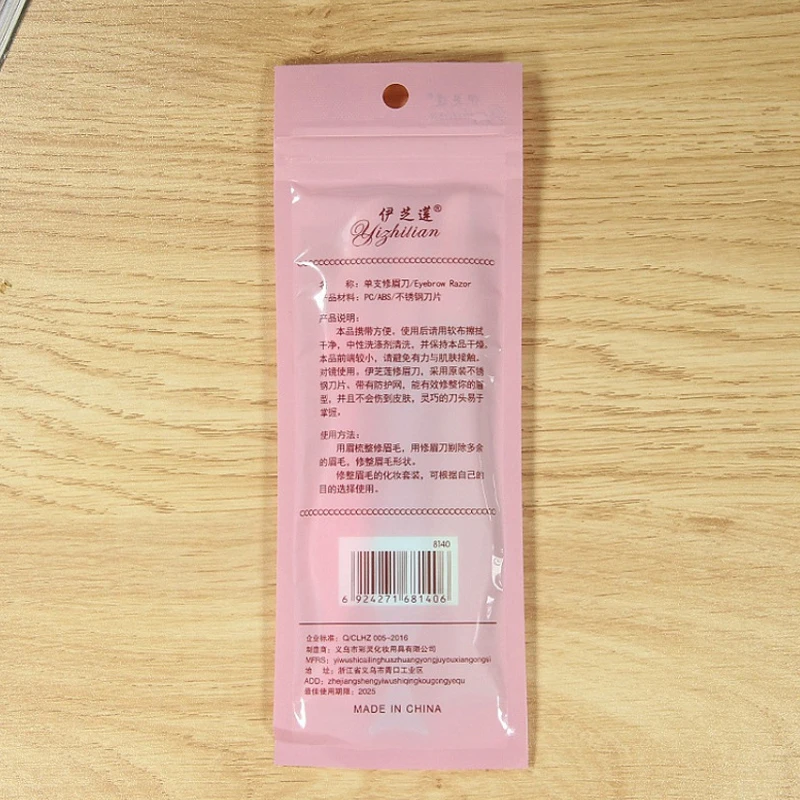 伊芝莲®
Yizhilian
称：单支修眉刀/Eyebrow Razor
产品材料：PC/ABS/不锈钢刀片
产品说明：
本品携带方便，使用后请用软布擦拭
干净，中性洗涤剂清洗，并保持本品干燥。
本品前端较小，请避免有力与肌肤接触。
对镜使用，伊芝莲修眉刀，采用原装不锈
钢刀片、带有防护网，能有效修整你的眉
型，并且不会伤到皮肤，灵巧的刀头易于
掌握。
使用方法：
用眉梳整修眉毛，用修眉刀剔除多余
的眉毛，修整眉毛形状。
修整眉毛的化妆套装，可根据自己的
目的选择使用。
8140
6 924271 681406
企业标准：Q/CLHZ 005-2016
制造商：义乌市彩灵化妆用具有限公司
MFRS：yiwushicailinghuazhuangyongjuyouxiangongsi
地 址：浙江省义乌市青口工业区
ADD：zhejiangshengyiwushiqingkougongyequ
最佳使用期限：2025
MADE IN CHINA